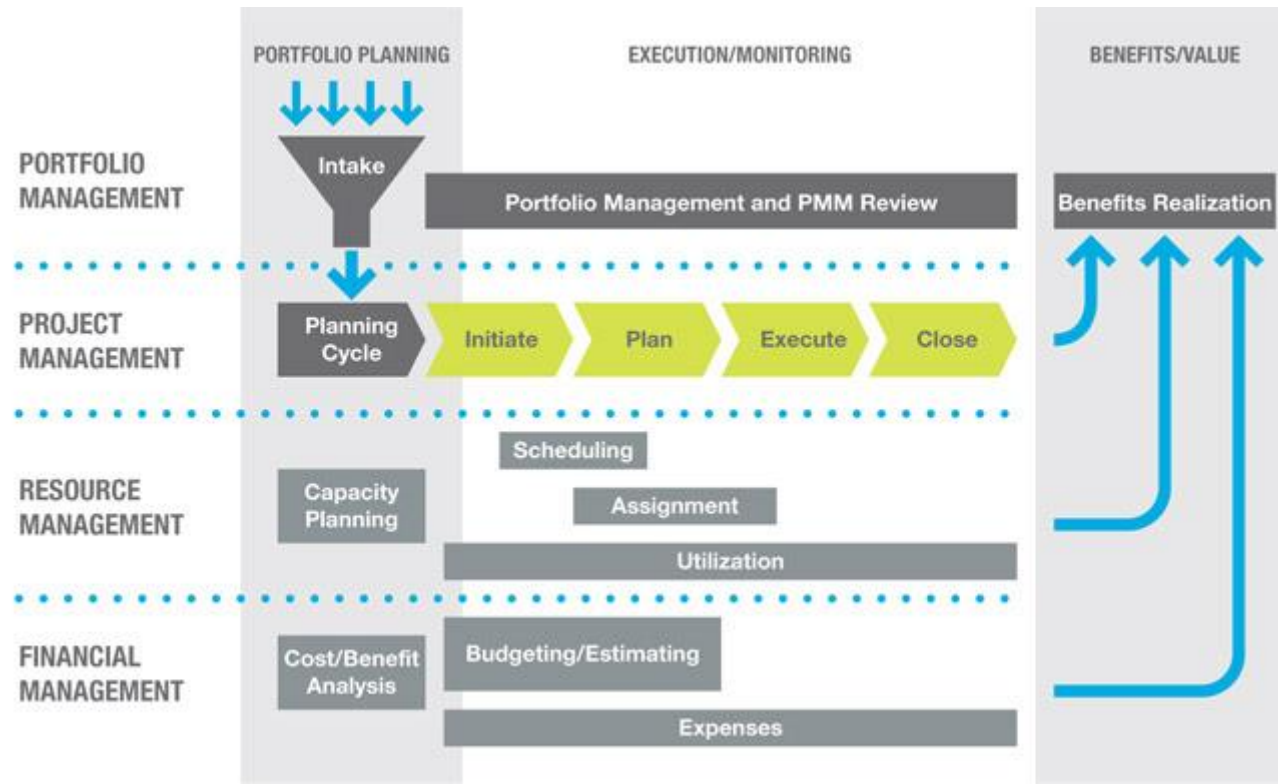 PORTFOLIO PLANNING
EXECUTION/MONITORING
BENEFITS/VALUE
PORTFOLIO
MANAGEMENT
Intake
Portfolio Management and PMM Review
Benefits Realization
PROJECT
MANAGEMENT
Planning
Cycle
Initiate
Plan
Execute
Close
RESOURCE
MANAGEMENT
Capacity
Planning
Scheduling
Assignment
Utilization
FINANCIAL
MANAGEMENT
Cost/Benefit
Analysis
Budgeting/Estimating
Expenses